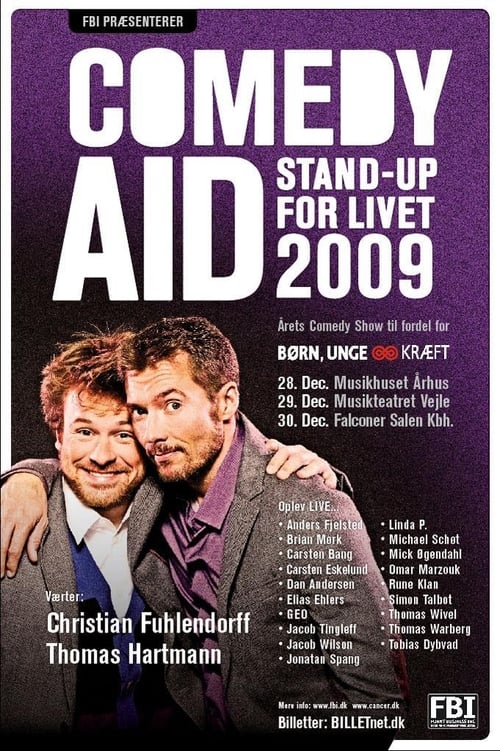 FBI PRÆSENTERER
COMEDY
AID
STAND-UP
FOR LIVET
2009
Årets Comedy Show til fordel for
BØRN, UNGE KRÆFT
28. Dec. Musikhuset Århus
29. Dec. Musikteatret Vejle
30. Dec. Falconer Salen Kbh.
Oplev LIVE...
• Anders Fjelsted
• Brian Mørk
• Carsten Bang
• Carsten Eskelund
• Dan Andersen
• Elias Ehlers
• GEO
• Jacob Tingleff
• Jacob Wilson
• Jonatan Spang
• Linda P.
• Michael Schøt
• Mick Øgendahl
• Omar Marzouk
• Rune Klan
• Simon Talbot
• Thomas Wivel
• Thomas Warberg
• Tobias Dybvad
Værter:
Christian Fuhlendorff
Thomas Hartmann
Mere info: www.fbi.dk www.cancer.dk
Billetter: BILLETnet.dk
FBI